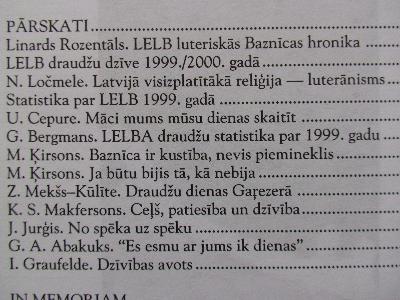 PĀRSKATI
Linards Rozentāls. LELB luteriskās Baznīcas hronika
LELB draudžu dzīve 1999./2000. gadā
N. Ločmele. Latvijā visizplatītākā reliģija — luterānisms
Statistika par LELB 1999. gadā
U. Cepure. Māci mums mūsu dienas skaitīt
G. Bergmans. LELBA draudžu statistika par 1999. gadu
M. Ķirsons. Baznīca ir kustība, nevis piemineklis
M. Ķirsons. Ja būtu bijis tā, kā nebija
Z. Mekšs–Kūlīte. Draudžu dienas Gaŗezerā
K. S. Makfersons. Ceļš, patiesība un dzīvība
J. Jurģis. No spēka uz spēku
G. A. Abakuks. "Es esmu ar jums ik dienas"
I. Graufelde. Dzīvības avots
IN MEMORIAM